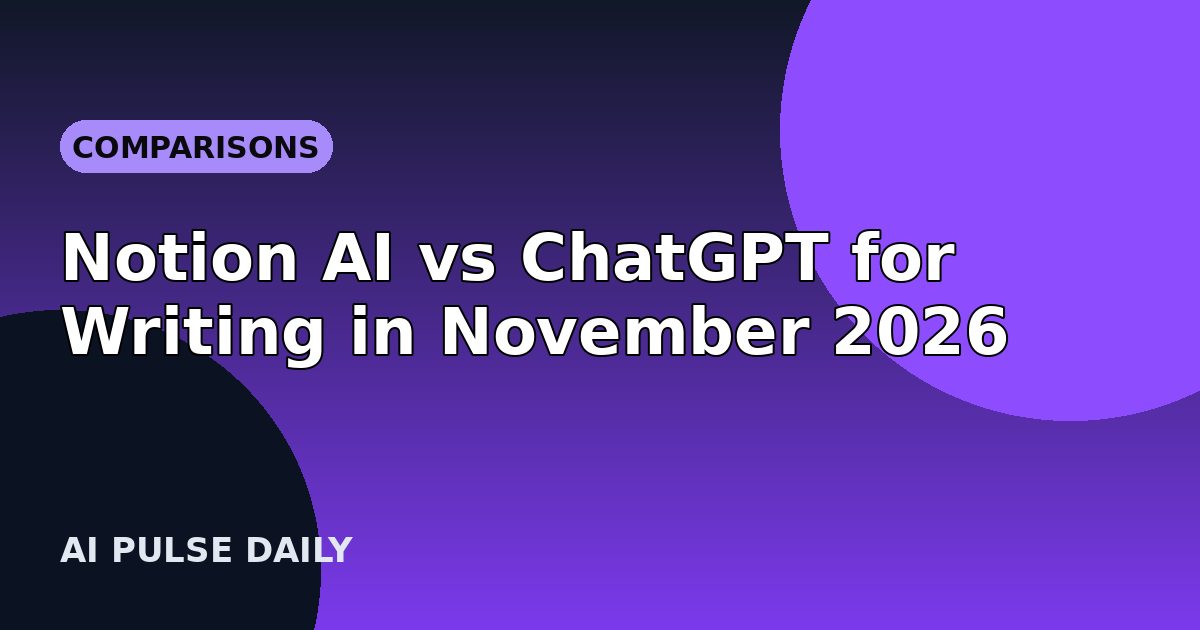 COMPARISONS
Notion AI vs ChatGPT for
Writing in November 2026
AI PULSE DAILY